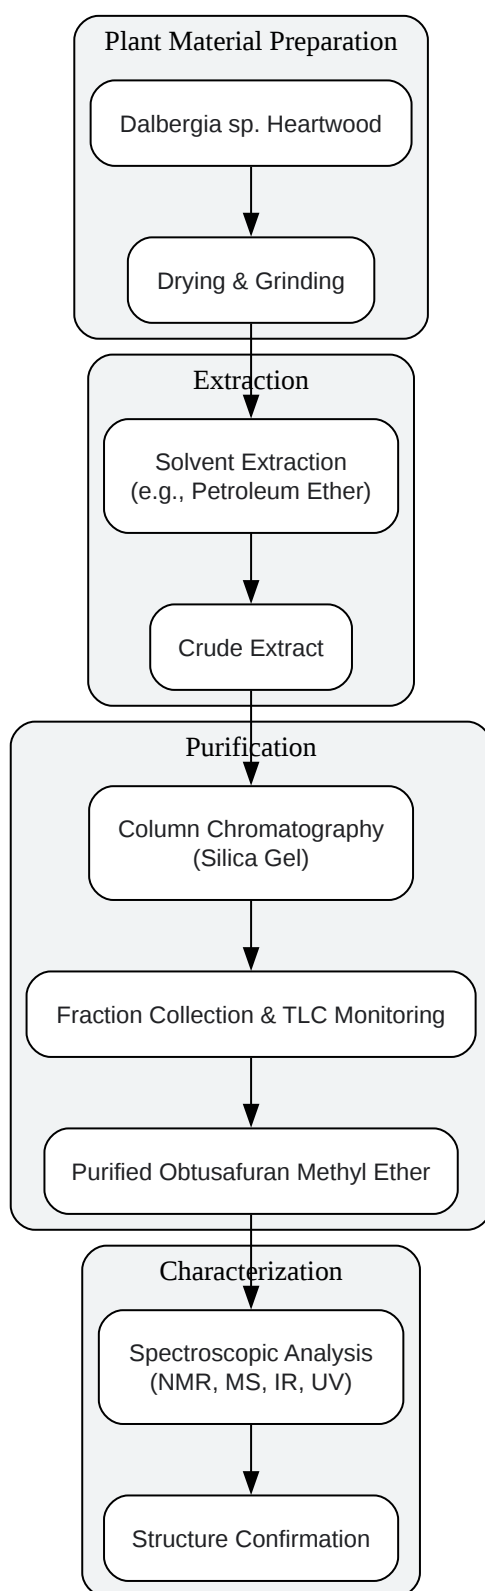 Plant Material Preparation
Dalbergia sp. Heartwood
Drying & Grinding
Extraction
Solvent Extraction
(e.g., Petroleum Ether)
Crude Extract
Purification
Column Chromatography
(Silica Gel)
Fraction Collection & TLC Monitoring
Purified Obtusafuran Methyl Ether
Characterization
Spectroscopic Analysis
(NMR, MS, IR, UV)
Structure Confirmation